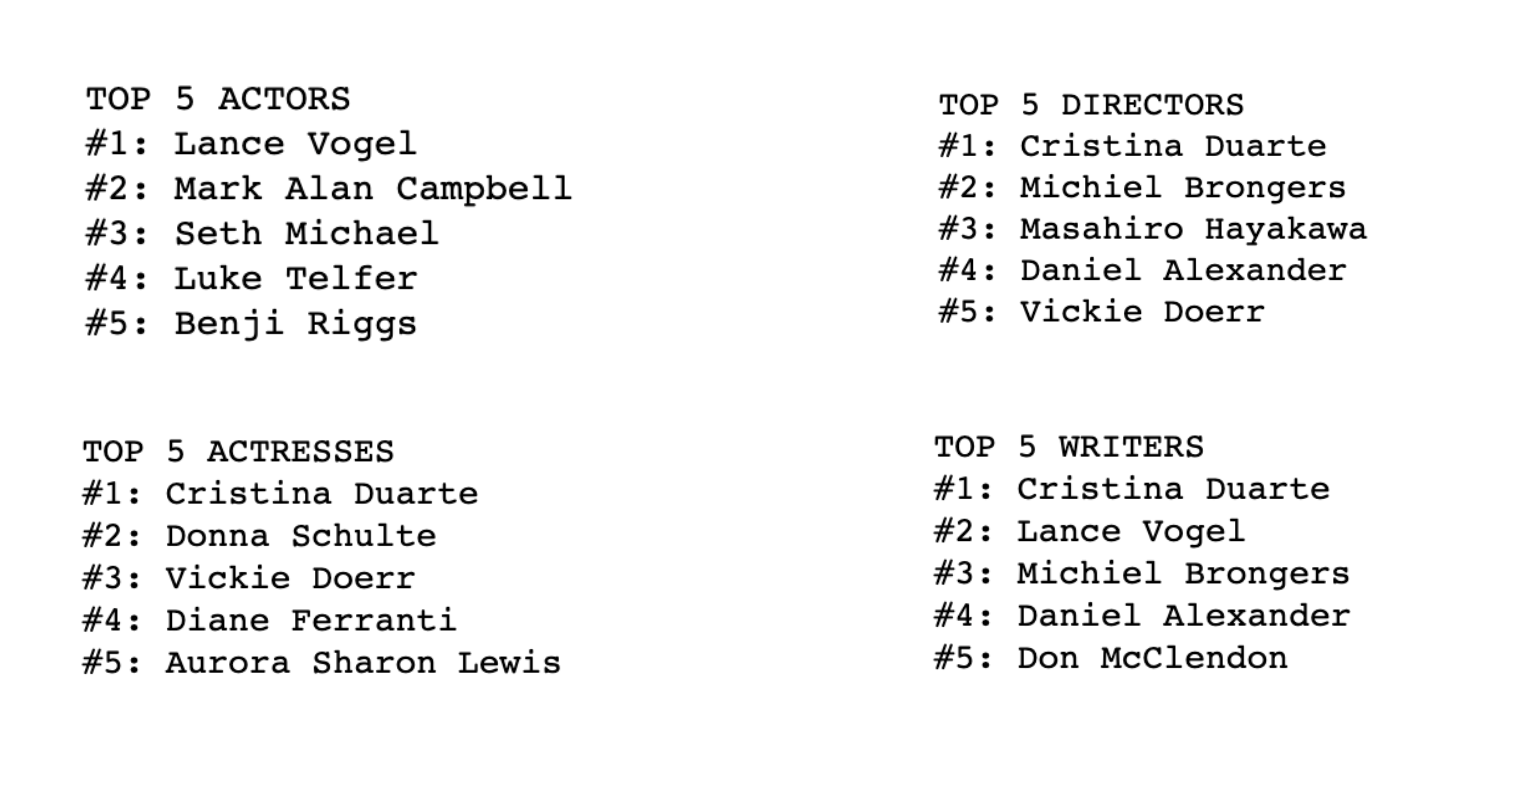 TOP 5 ACTORS
#1: Lance Vogel
#2: Mark Alan Campbell
#3: Seth Michael
#4: Luke Telfer
#5: Benji Riggs
TOP 5 ACTRESSES
#1: Cristina Duarte
#2: Donna Schulte
#3: Vickie Doerr
#4: Diane Ferranti
#5: Aurora Sharon Lewis
TOP 5 DIRECTORS
#1: Cristina Duarte
#2: Michiel Brongers
#3: Masahiro Hayakawa
#4: Daniel Alexander
#5: Vickie Doerr
TOP 5 WRITERS
#1: Cristina Duarte
#2: Lance Vogel
#3: Michiel Brongers
#4: Daniel Alexander
#5: Don McClendon